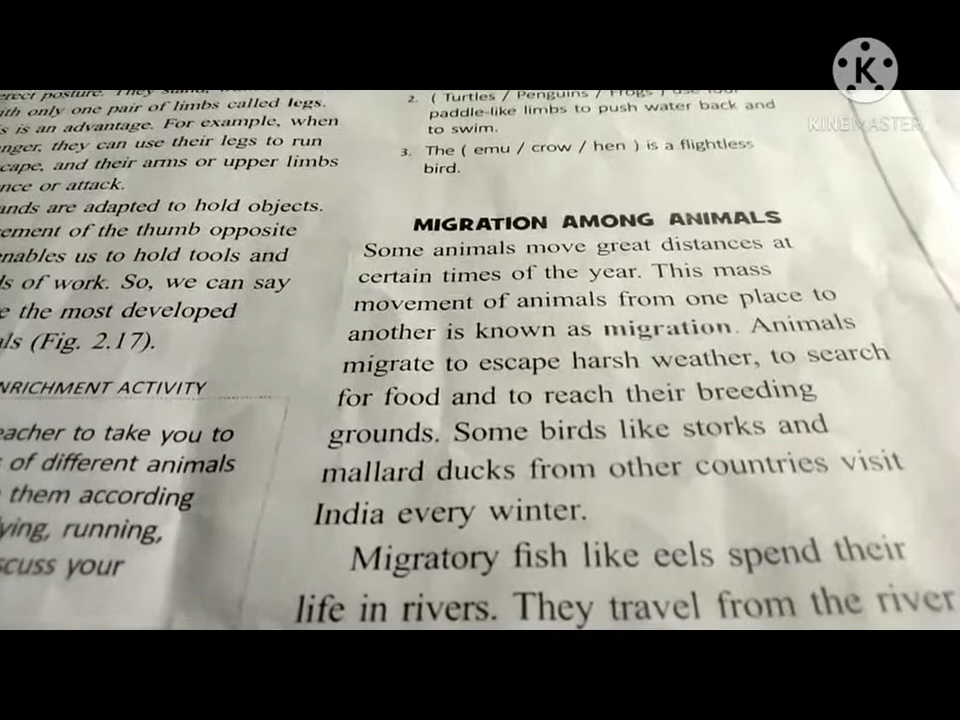 erect posture. They stand,
ith only one pair of limbs called legs.
s is an advantage. For example, when
nger, they can use their legs to run
cape, and their arms or upper limbs
nce or attack.
ands are adapted to hold objects.
ement of the thumb opposite
nables us to hold tools and
ls of work. So, we can say
e the most developed
als (Fig. 2.17).
NRICHMENT ACTIVITY
eacher to take you to
of different animals
them according
ying, running,
scuss your
2. ( Turtles / Penguins / Frogs ) use four
paddle-like limbs to push water back and
to swim.
3. The ( emu / crow / hen ) is a flightless
bird.
MIGRATION AMONG ANIMALS
Some animals move great distances at
certain times of the year. This mass
movement of animals from one place to
another is known as migration. Animals
migrate to escape harsh weather, to search
for food and to reach their breeding
grounds. Some birds like storks and
mallard ducks from other countries visit
India every winter.
Migratory fish like eels spend their
life in rivers. They travel from the river
K
KINEMASTER